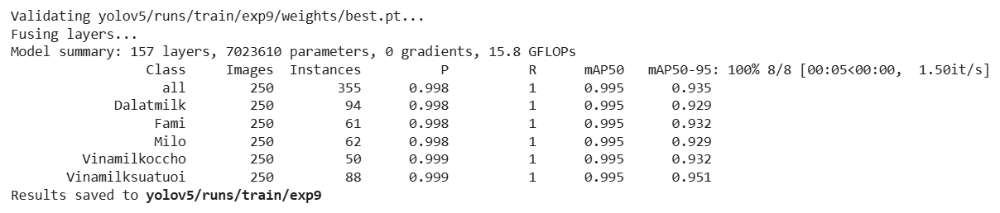 Validating yolov5/runs/train/exp9/weights/best.pt...
Fusing layers...
Model summary: 157 layers, 7023610 parameters, 0 gradients, 15.8 GFLOPs
Class Images Instances P R mAP50 mAP50-95: 100% 8/8 [00:05<00:00, 1.50it/s]
all 250 355 0.998 1 0.995 0.935
Dalatmilk 250 94 0.998 1 0.995 0.929
Fami 250 61 0.998 1 0.995 0.932
Milo 250 62 0.998 1 0.995 0.929
Vinamilkoccho 250 50 0.999 1 0.995 0.932
Vinamilksuatuoi 250 88 0.999 1 0.995 0.951
Results saved to yolov5/runs/train/exp9